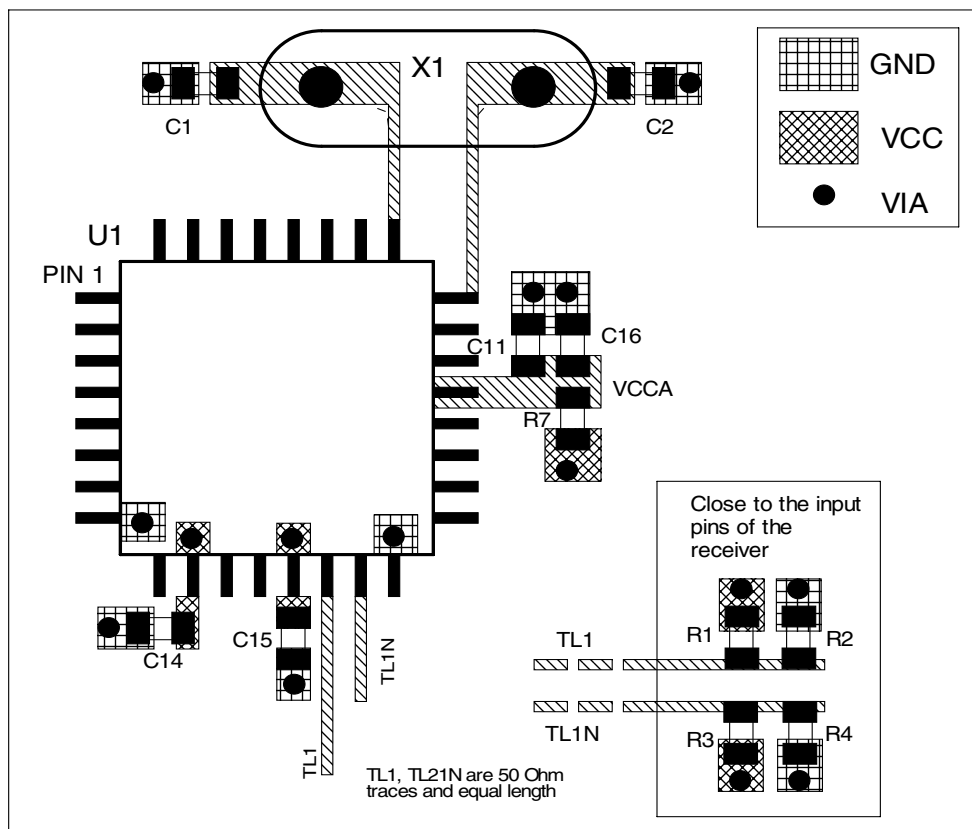 X1
GND
C1
C2
VCC
VIA
U1
PIN 1
C11
C16
VCCA
R7
Close to the input
pins of the
receiver
C14
C15
TL1N
TL1
R1
R2
TL1
TL1N
R3
R4
TL1, TL21N are 50 Ohm
traces and equal length